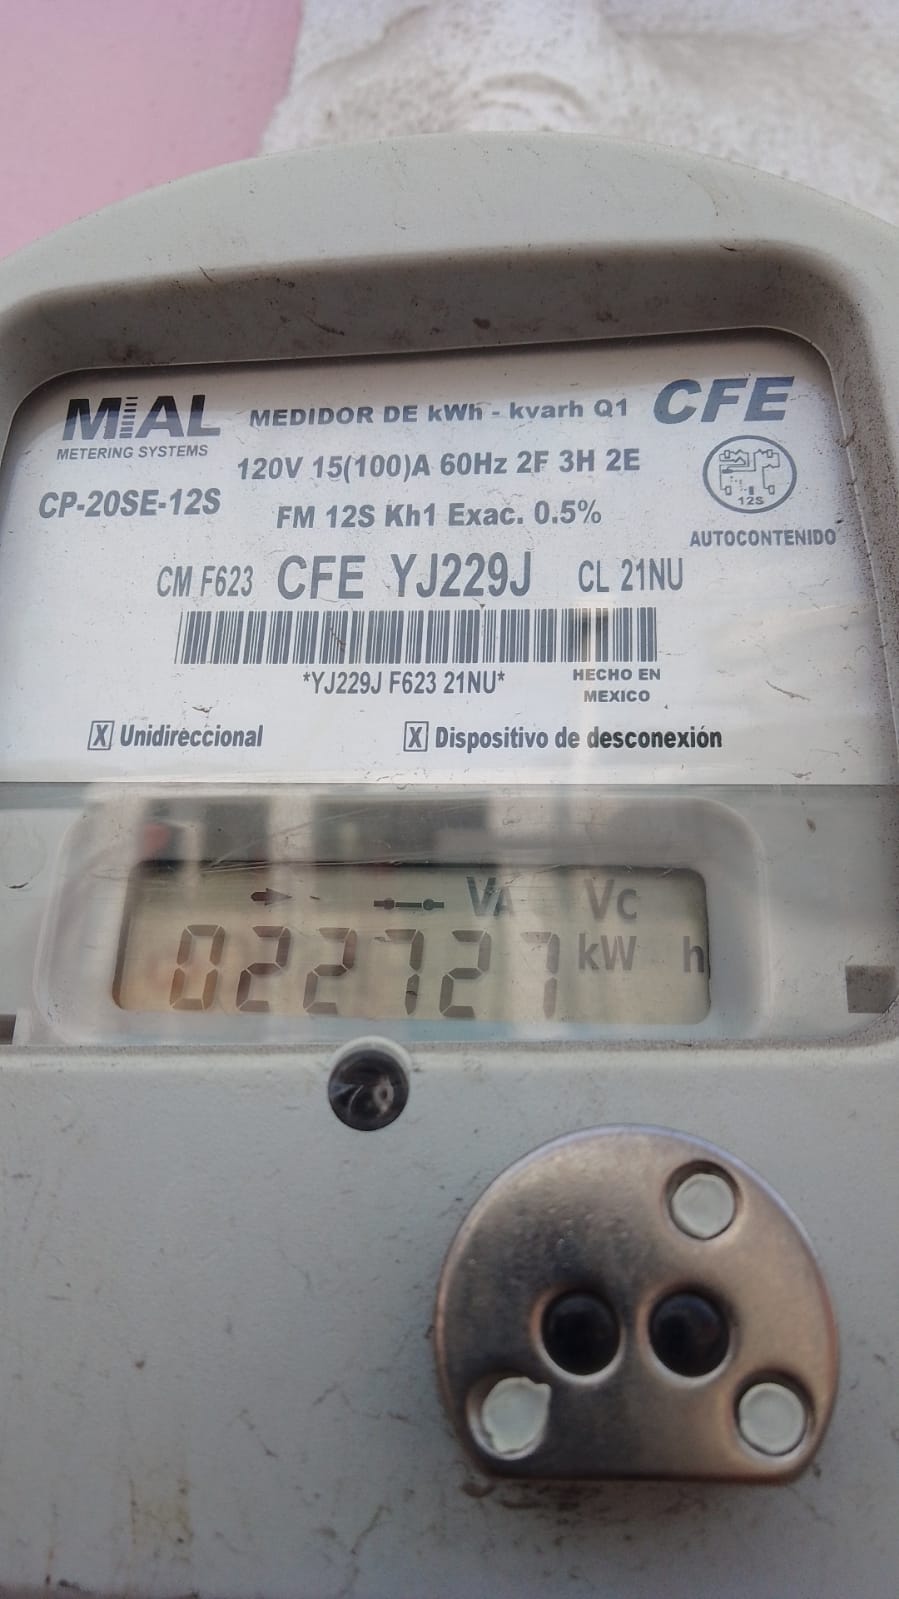 MIAL
METERING SYSTEMS
MEDIDOR DE kWh - kvarh Q1
CFE
120V 15(100)A 60Hz 2F 3H 2E
CP-20SE-12S
FM 12S Kh1 Exac. 0.5%
12S
AUTOCONTENIDO
CM F623 CFE YJ229J CL 21NU
*YJ229J F623 21NU*
HECHO EN
MEXICO
X Unidireccional
X Dispositivo de desconexión
VA Vc
022727 kW h